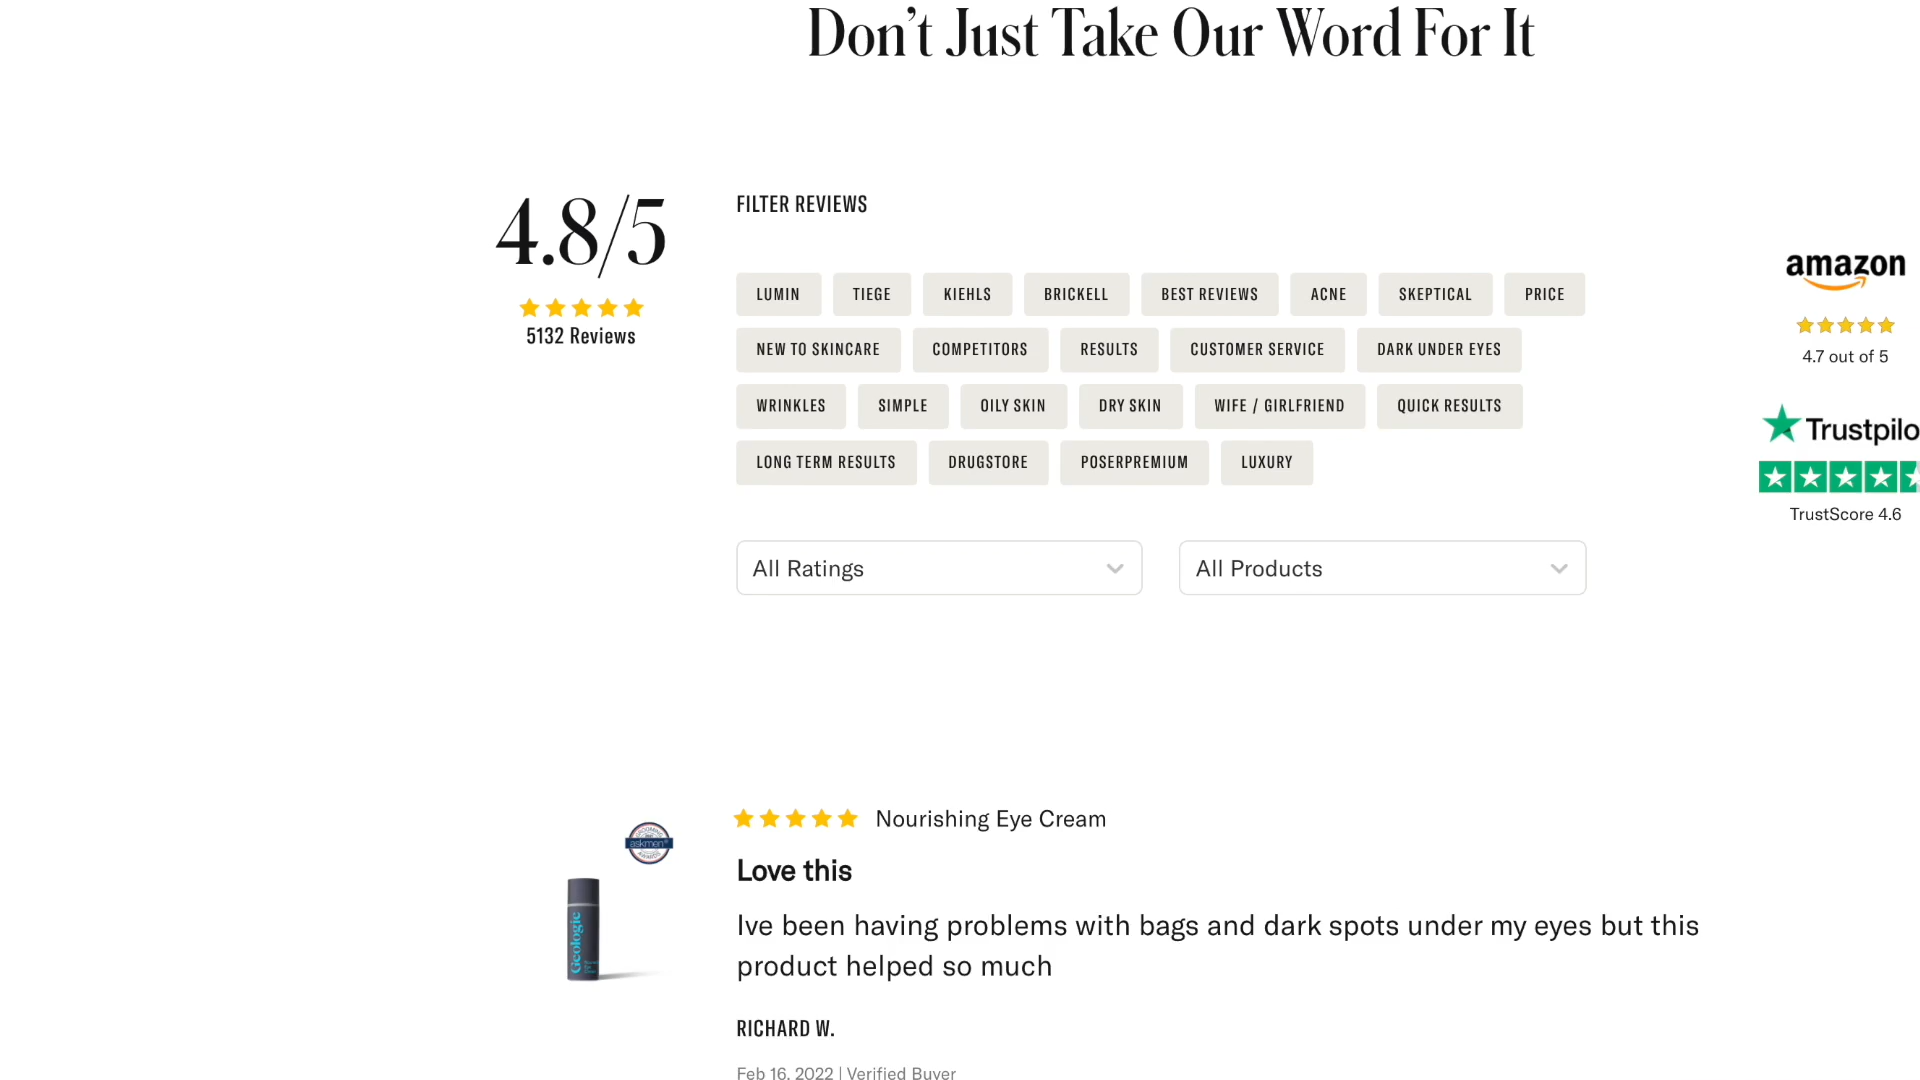 Don't Just Take Our Word For It
4.8/5
5132 Reviews
FILTER REVIEWS
LUMIN TIEGE KIEHLS BRICKELL BEST REVIEWS ACNE SKEPTICAL PRICE
NEW TO SKINCARE COMPETITORS RESULTS CUSTOMER SERVICE DARK UNDER EYES
WRINKLES SIMPLE OILY SKIN DRY SKIN WIFE / GIRLFRIEND QUICK RESULTS
LONG TERM RESULTS DRUGSTORE POSERPREMIUM LUXURY
All Ratings All Products
amazon
4.7 out of 5
Trustpilo
TrustScore 4.6
askmen
Geologie
Nourishing Eye Cream
Love this
Ive been having problems with bags and dark spots under my eyes but this
product helped so much
RICHARD W.
Feb 16, 2022 | Verified Buyer